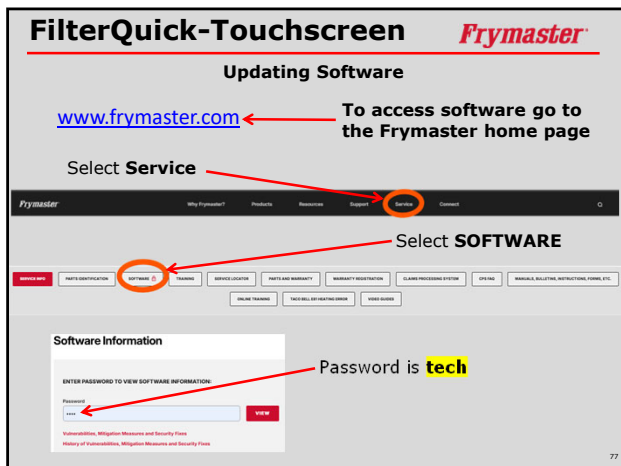 FilterQuick-Touchscreen
Frymaster
Updating Software
www.frymaster.com
To access software go to
the Frymaster home page
Select Service
Frymaster
Why Frymaster? Products Resources Support Service Connect
Select SOFTWARE
SERVICE INFO PARTS IDENTIFICATION SOFTWARE TRAINING SERVICE LOCATOR PARTS AND WARRANTY WARRANTY REGISTRATION CLAIMS PROCESSING SYSTEM CPS FAQ MANUALS, BULLETINS, INSTRUCTIONS, FORMS, ETC.
ONLINE TRAINING TACO BELL E51 HEATING ERROR VIDEO GUIDES
Software Information
ENTER PASSWORD TO VIEW SOFTWARE INFORMATION:
Password
••••
VIEW
Password is tech
Vulnerabilities, Mitigation Measures and Security Fixes
History of Vulnerabilities, Mitigation Measures and Security Fixes
77